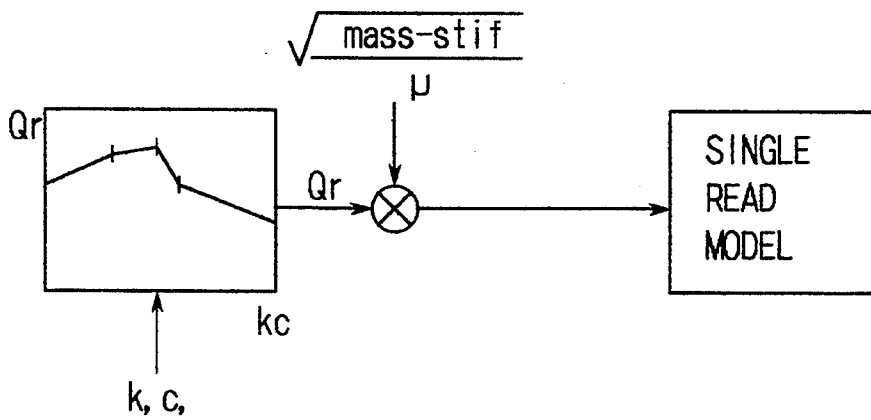 √mass-stif
μ
Qr
Qr
SINGLE
READ
MODEL
kc
k, c,